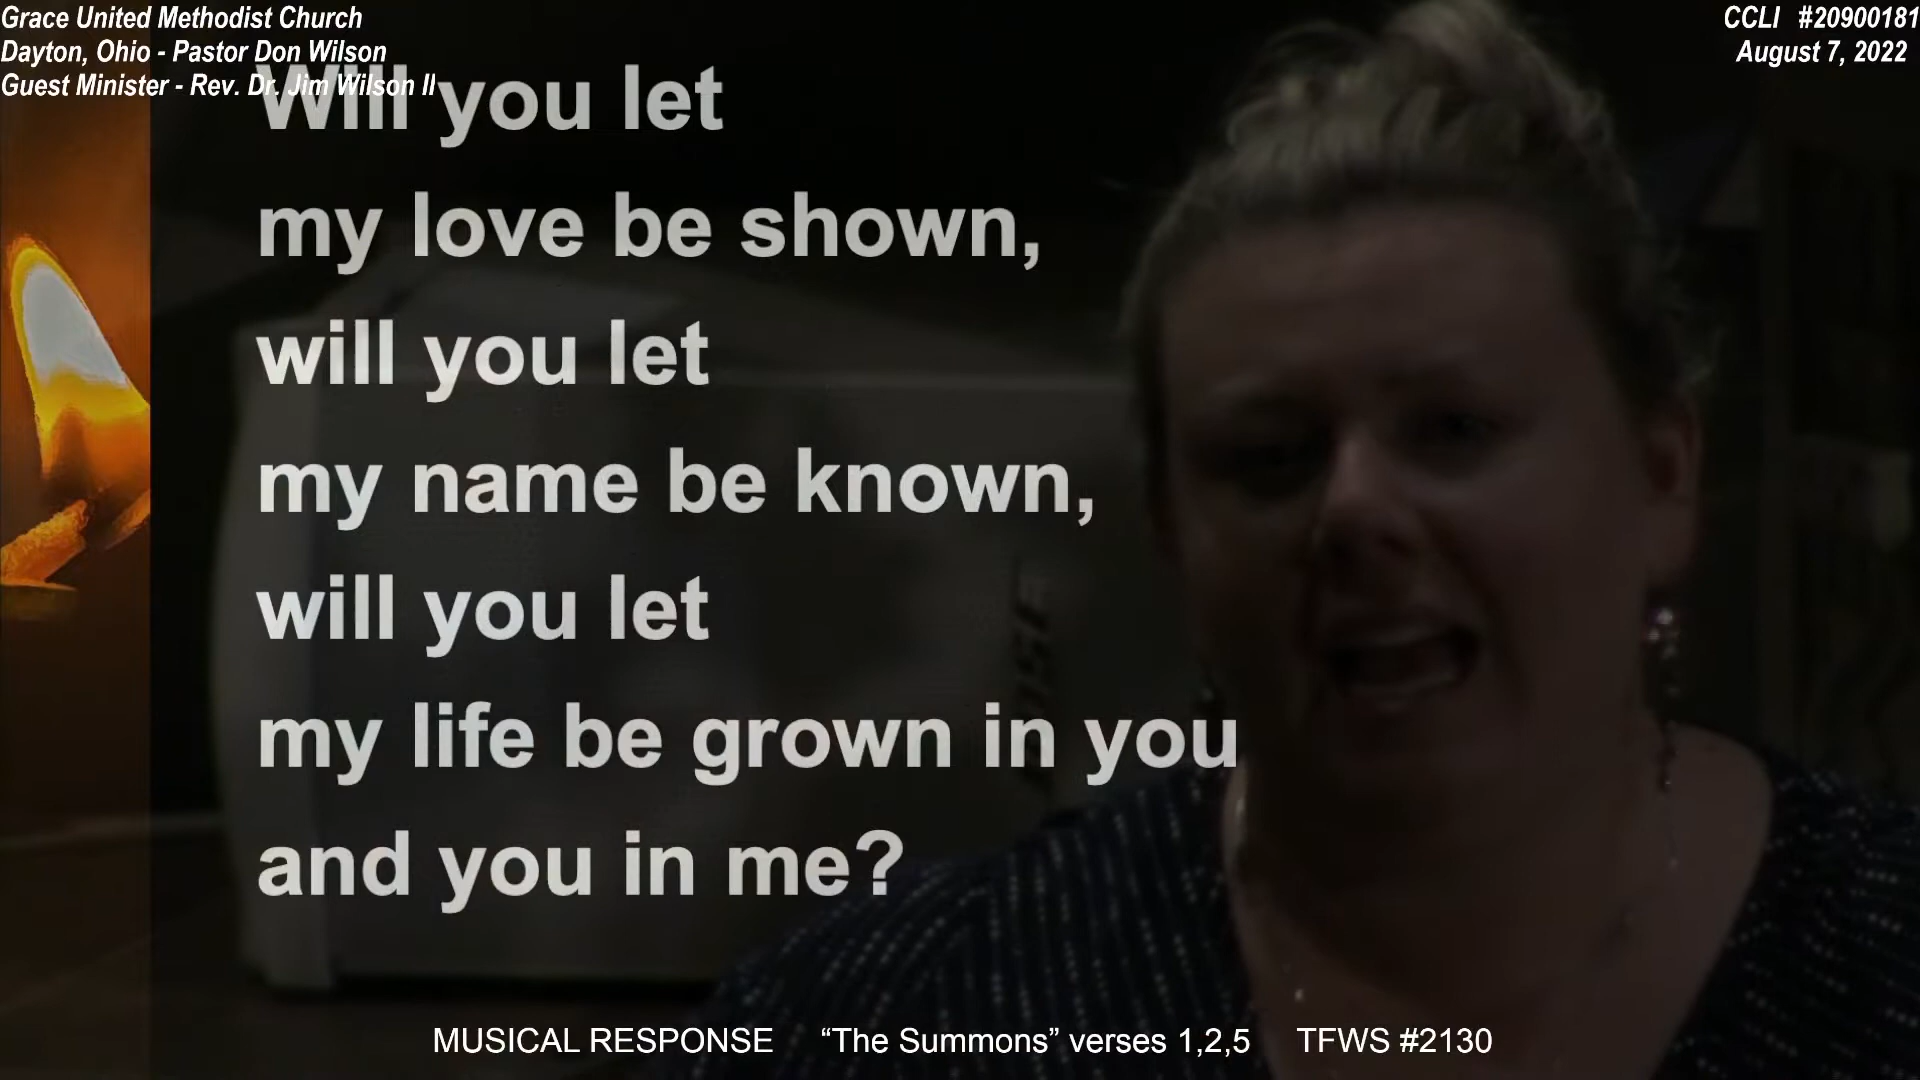 Grace United Methodist Church
Dayton, Ohio - Pastor Don Wilson
Guest Minister - Rev. Dr. Jim Wilson II
CCLI #20900181
August 7, 2022
Will you let
my love be shown,
will you let
my name be known,
will you let
my life be grown in you
and you in me?
MUSICAL RESPONSE “The Summons” verses 1,2,5 TFWS #2130